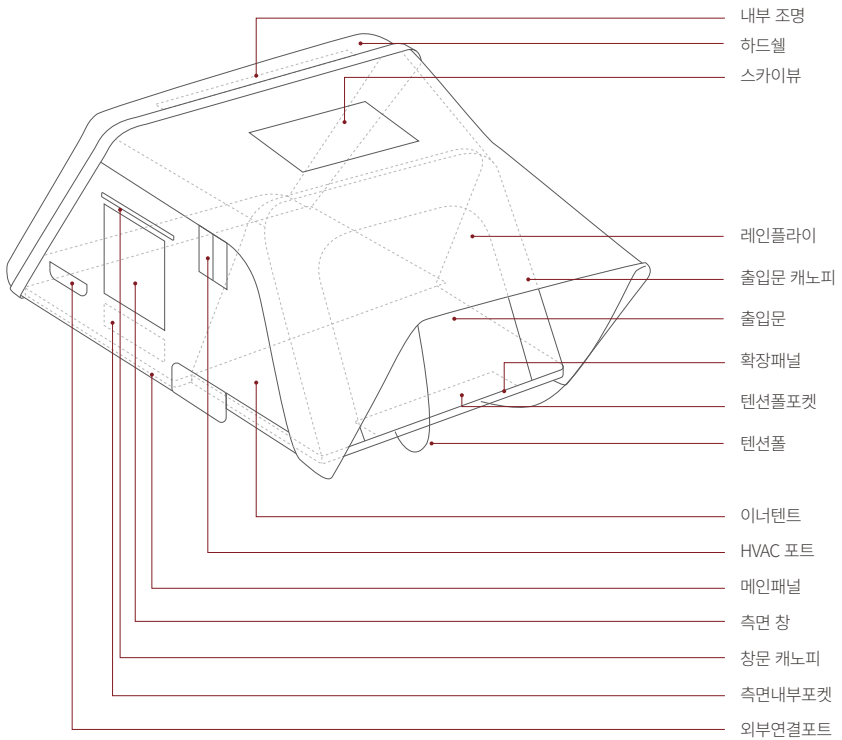 내부 조명
하드쉘
스카이뷰
레인플라이
출입문 캐노피
출입문
확장패널
텐션폴포켓
텐션폴
이너텐트
HVAC 포트
메인패널
측면 창
창문 캐노피
측면내부포켓
외부연결포트